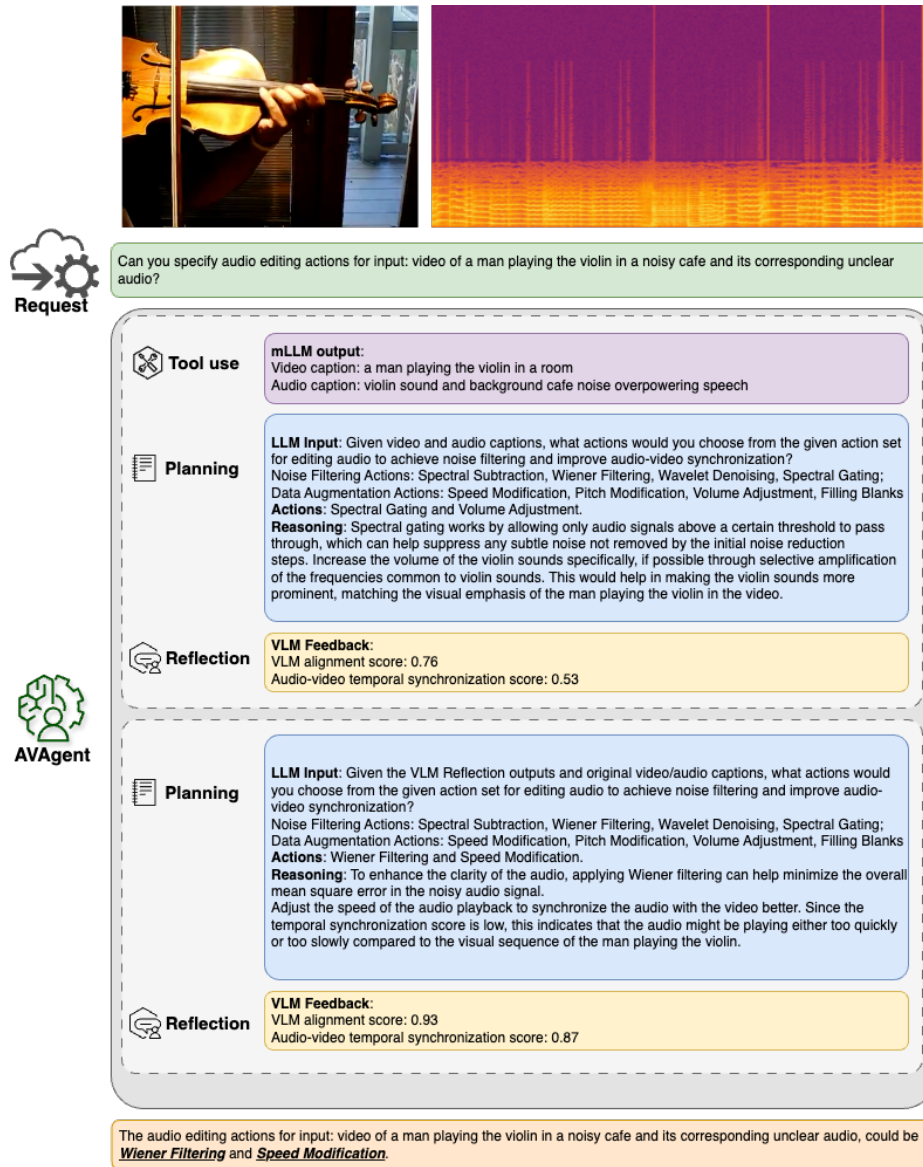 Request
Can you specify audio editing actions for input: video of a man playing the violin in a noisy cafe and its corresponding unclear
audio?
Tool use
mLLM output:
Video caption: a man playing the violin in a room
Audio caption: violin sound and background cafe noise overpowering speech
Planning
LLM Input: Given video and audio captions, what actions would you choose from the given action set
for editing audio to achieve noise filtering and improve audio-video synchronization?
Noise Filtering Actions: Spectral Subtraction, Wiener Filtering, Wavelet Denoising, Spectral Gating;
Data Augmentation Actions: Speed Modification, Pitch Modification, Volume Adjustment, Filling Blanks
Actions: Spectral Gating and Volume Adjustment.
Reasoning: Spectral gating works by allowing only audio signals above a certain threshold to pass
through, which can help suppress any subtle noise not removed by the initial noise reduction
steps. Increase the volume of the violin sounds specifically, if possible through selective amplification
of the frequencies common to violin sounds. This would help in making the violin sounds more
prominent, matching the visual emphasis of the man playing the violin in the video.
Reflection
VLM Feedback:
VLM alignment score: 0.76
Audio-video temporal synchronization score: 0.53
AVAgent
Planning
LLM Input: Given the VLM Reflection outputs and original video/audio captions, what actions would
you choose from the given action set for editing audio to achieve noise filtering and improve audio-
video synchronization?
Noise Filtering Actions: Spectral Subtraction, Wiener Filtering, Wavelet Denoising, Spectral Gating;
Data Augmentation Actions: Speed Modification, Pitch Modification, Volume Adjustment, Filling Blanks
Actions: Wiener Filtering and Speed Modification.
Reasoning: To enhance the clarity of the audio, applying Wiener filtering can help minimize the overall
mean square error in the noisy audio signal.
Adjust the speed of the audio playback to synchronize the audio with the video better. Since the
temporal synchronization score is low, this indicates that the audio might be playing either too quickly
or too slowly compared to the visual sequence of the man playing the violin.
Reflection
VLM Feedback:
VLM alignment score: 0.93
Audio-video temporal synchronization score: 0.87
The audio editing actions for input: video of a man playing the violin in a noisy cafe and its corresponding unclear audio, could be
Wiener Filtering and Speed Modification.